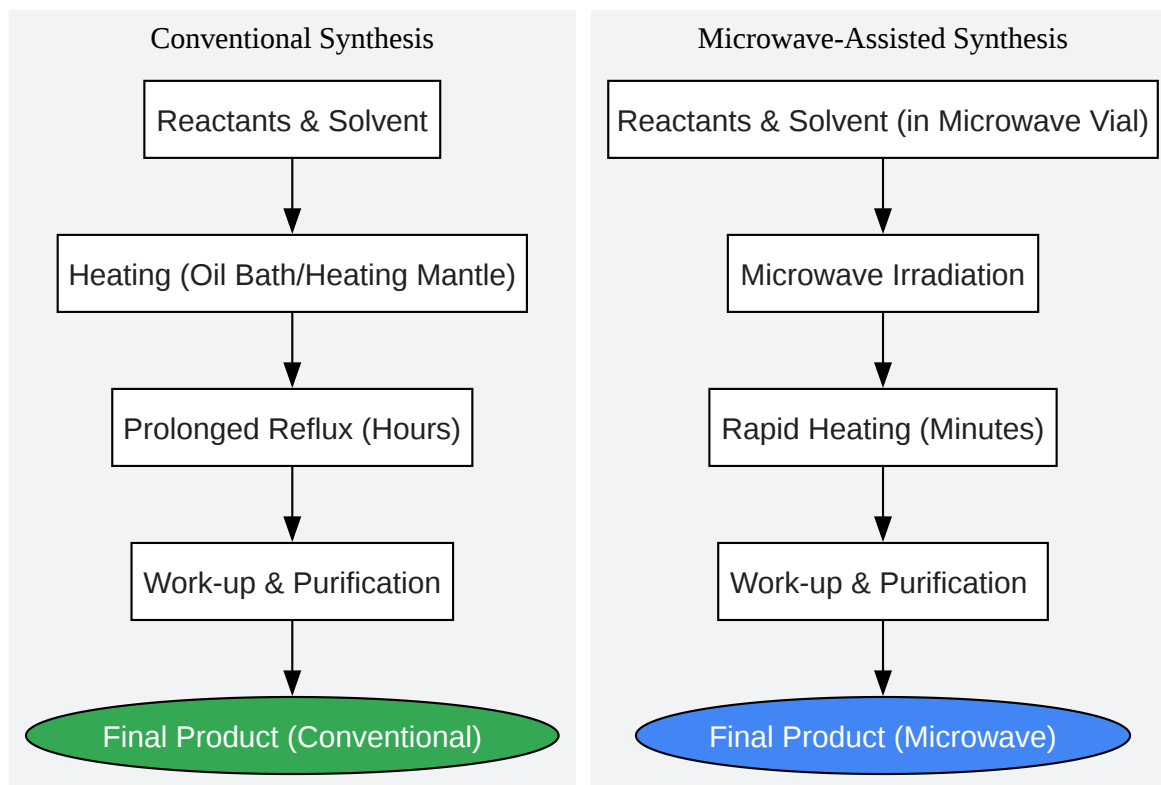 Conventional Synthesis
Reactants & Solvent
Heating (Oil Bath/Heating Mantle)
Prolonged Reflux (Hours)
Work-up & Purification
Final Product (Conventional)
Microwave-Assisted Synthesis
Reactants & Solvent (in Microwave Vial)
Microwave Irradiation
Rapid Heating (Minutes)
Work-up & Purification
Final Product (Microwave)